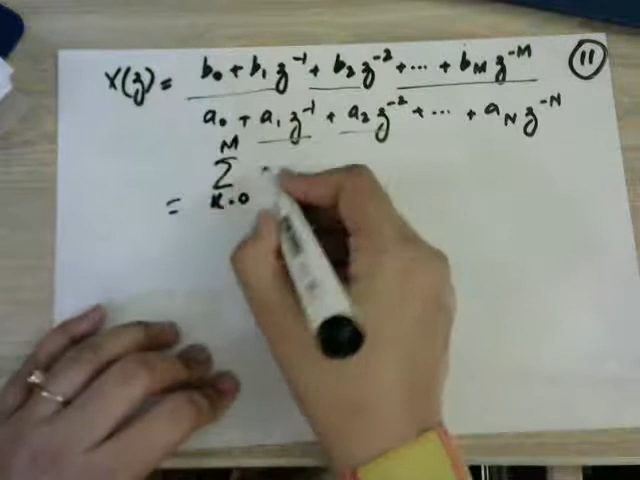 X(z) = b₀ + b₁z⁻¹ + b₂z⁻² + ... + b_M z^-M ⑪
a₀ + a₁z⁻¹ + a₂z⁻² + ... + a_N z^-N
M
= Σ
K=0